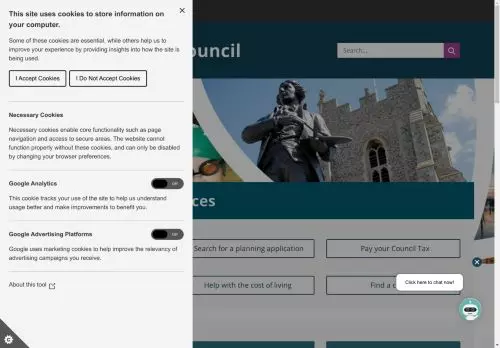 This site uses cookies to store information on
your computer.
Some of these cookies are essential, while others help us to
improve your experience by providing insights into how the site is
being used.
I Accept Cookies
I Do Not Accept Cookies
Necessary Cookies
Necessary cookies enable core functionality such as page
navigation and access to secure areas. The website cannot
function properly without these cookies, and can only be disabled
by changing your browser preferences.
Google Analytics
Off
This cookie tracks your use of the site to help us understand
usage better and make improvements to benefit you.
Google Advertising Platforms
Off
Google uses marketing cookies to help improve the relevancy of
advertising campaigns you receive.
About this tool
ouncil
Search...
ces
Search for a planning application
Pay your Council Tax
Help with the cost of living
Find a c
Click here to chat now!